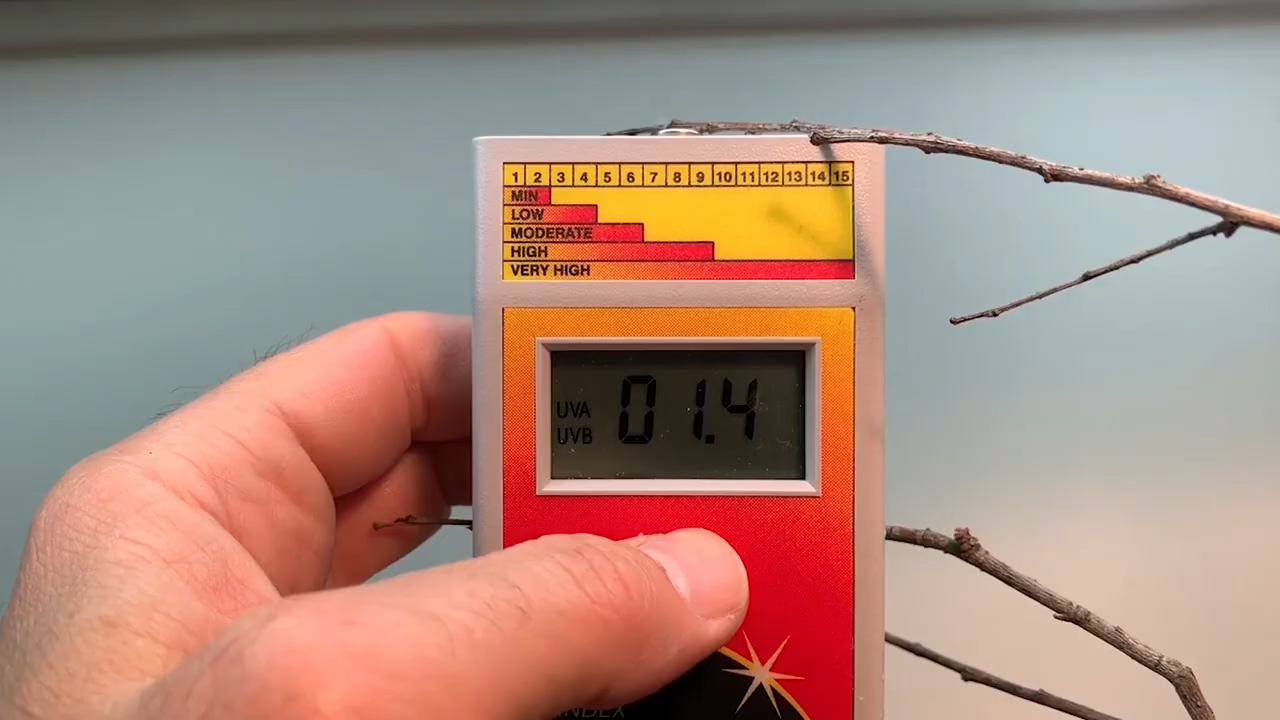 1 2 3 4 5 6 7 8 9 10 11 12 13 14 15
MIN
LOW
MODERATE
HIGH
VERY HIGH
UVA
UVB
01.4
INDEX